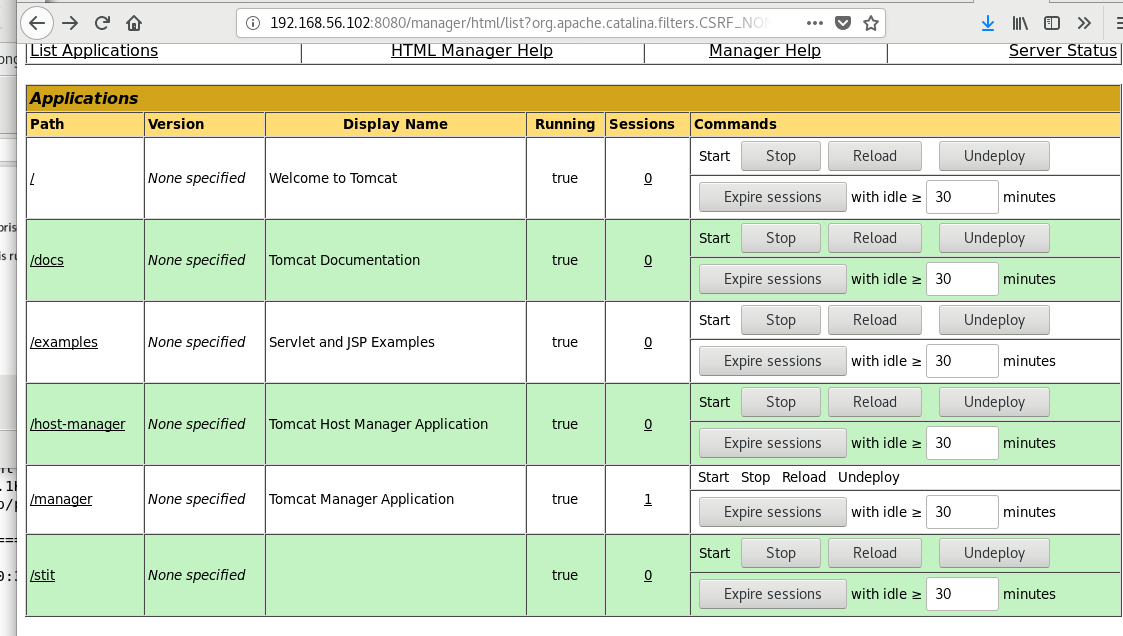 192.168.56.102:8080/manager/html/list?org.apache.catalina.filters.CSRF_NON
List Applications HTML Manager Help Manager Help Server Status
Applications
Path Version Display Name Running Sessions Commands
/ None specified Welcome to Tomcat true 0 Start Stop Reload Undeploy
Expire sessions with idle ≥ 30 minutes
/docs None specified Tomcat Documentation true 0 Start Stop Reload Undeploy
Expire sessions with idle ≥ 30 minutes
/examples None specified Servlet and JSP Examples true 0 Start Stop Reload Undeploy
Expire sessions with idle ≥ 30 minutes
/host-manager None specified Tomcat Host Manager Application true 0 Start Stop Reload Undeploy
Expire sessions with idle ≥ 30 minutes
/manager None specified Tomcat Manager Application true 1 Start Stop Reload Undeploy
Expire sessions with idle ≥ 30 minutes
/stit None specified true 0 Start Stop Reload Undeploy
Expire sessions with idle ≥ 30 minutes